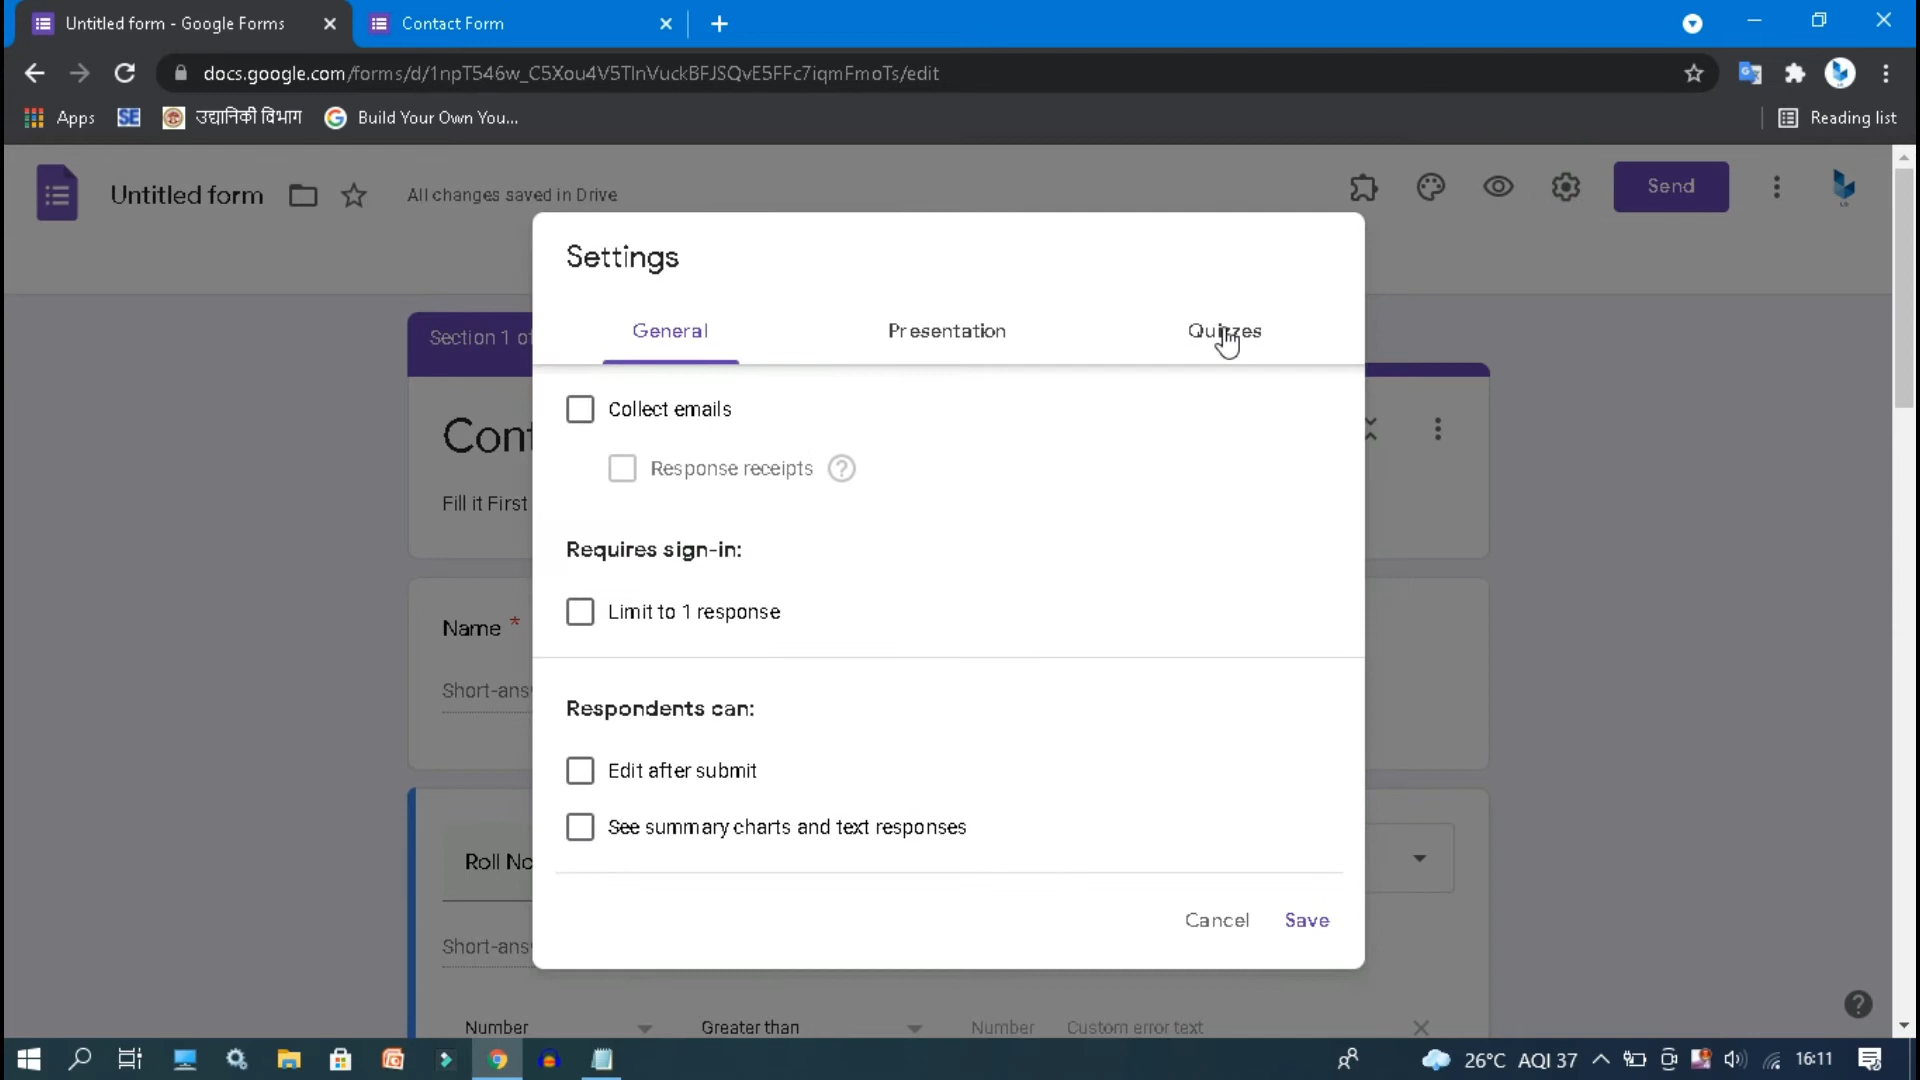 Untitled form - Google Forms
Contact Form
docs.google.com/forms/d/1npT546w_C5Xou4V5TlnVuckBFJSQvE5FFc7iqmFmoTs/edit
Apps
SE
उद्यानिकी विभाग
Build Your Own You...
Reading list
Untitled form
All changes saved in Drive
Send
Settings
General
Presentation
Quizzes
Section 1 of
Cont
Fill it First
Collect emails
Response receipts
Requires sign-in:
Limit to 1 response
Name *
Short-ans
Respondents can:
Edit after submit
See summary charts and text responses
Roll No
Short-ans
Cancel
Save
Number
Greater than
Number
Custom error text
26°C AQI 37
16:11